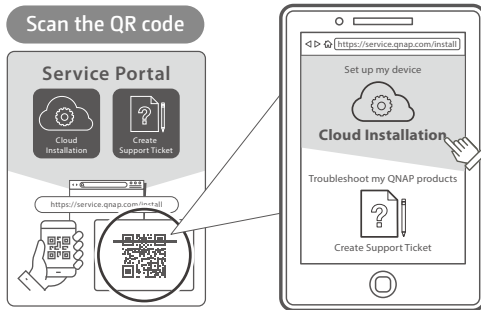 Scan the QR code
Service Portal
Cloud
Installation
Create
Support Ticket
https://service.qnap.com/install
https://service.qnap.com/install
Set up my device
Cloud Installation
Troubleshoot my QNAP products
Create Support Ticket